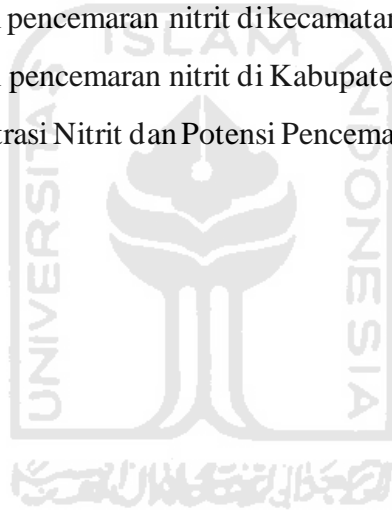 pencemaran nitrit di kecamatan
pencemaran nitrit di Kabupate
trasi Nitrit dan Potensi Pencema
ISLAM
UNIVERSITAS
INDONESIA